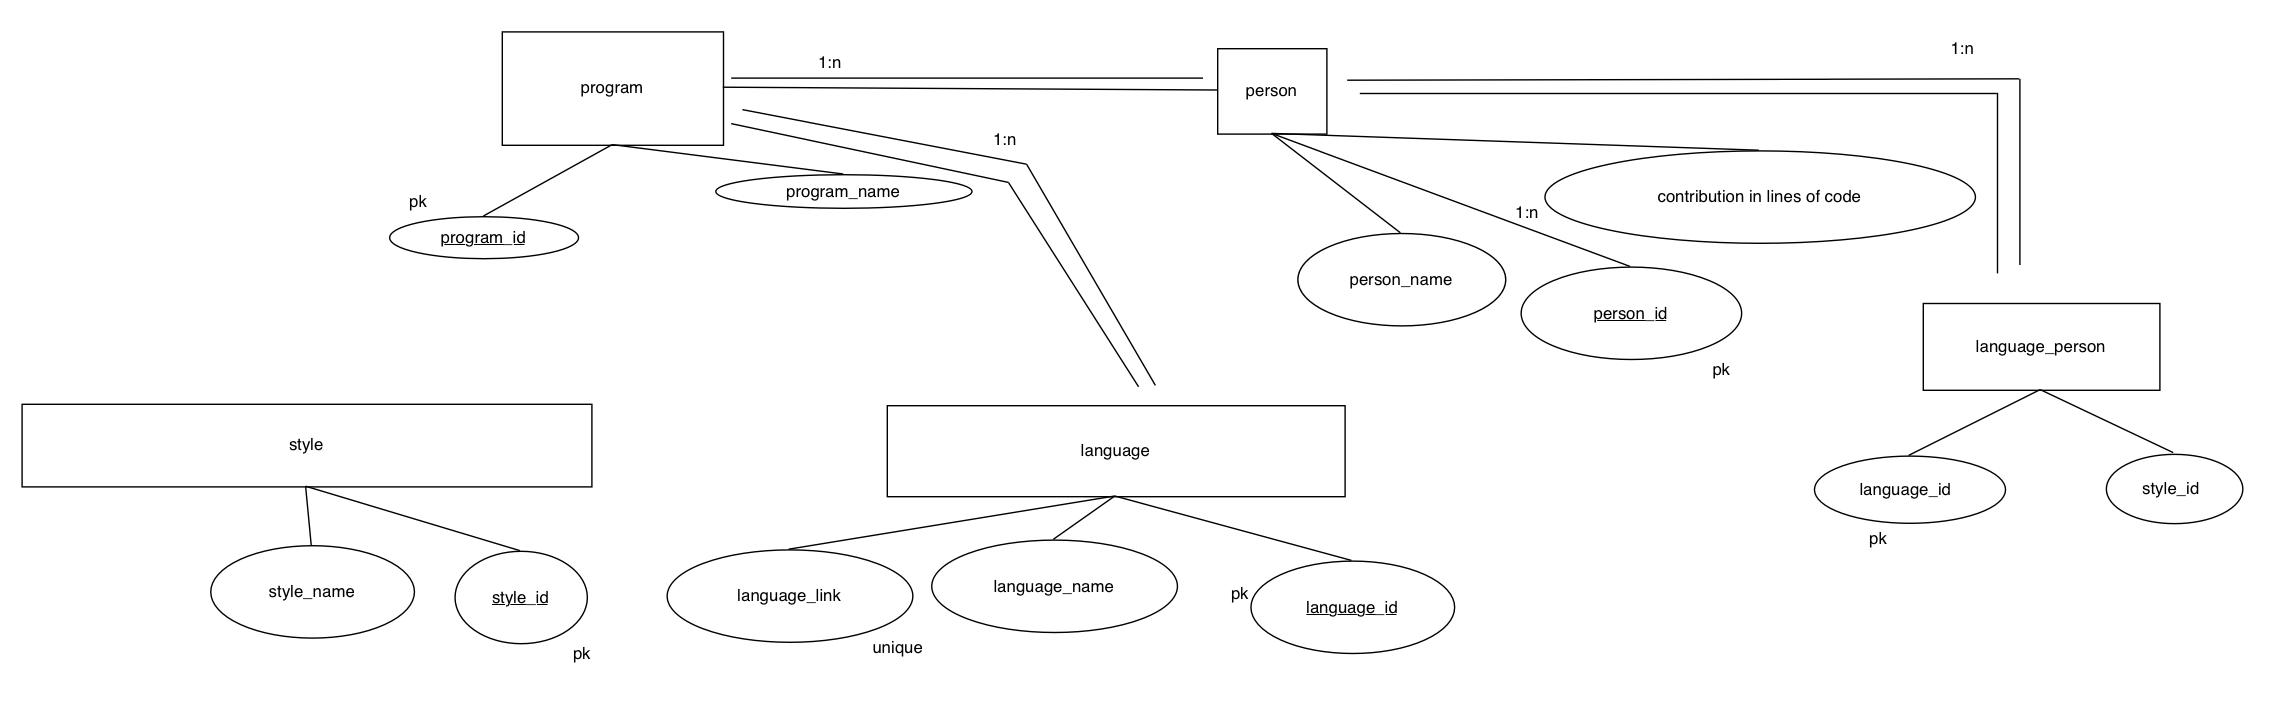 1:n
1:n
program
person
1:n
program_name
contribution in lines of code
pk
1:n
program_id
person_name
person_id
language_person
pk
style
language
language_id
style_id
pk
style_name
style_id
language_link
language_name
pk
language_id
unique
pk